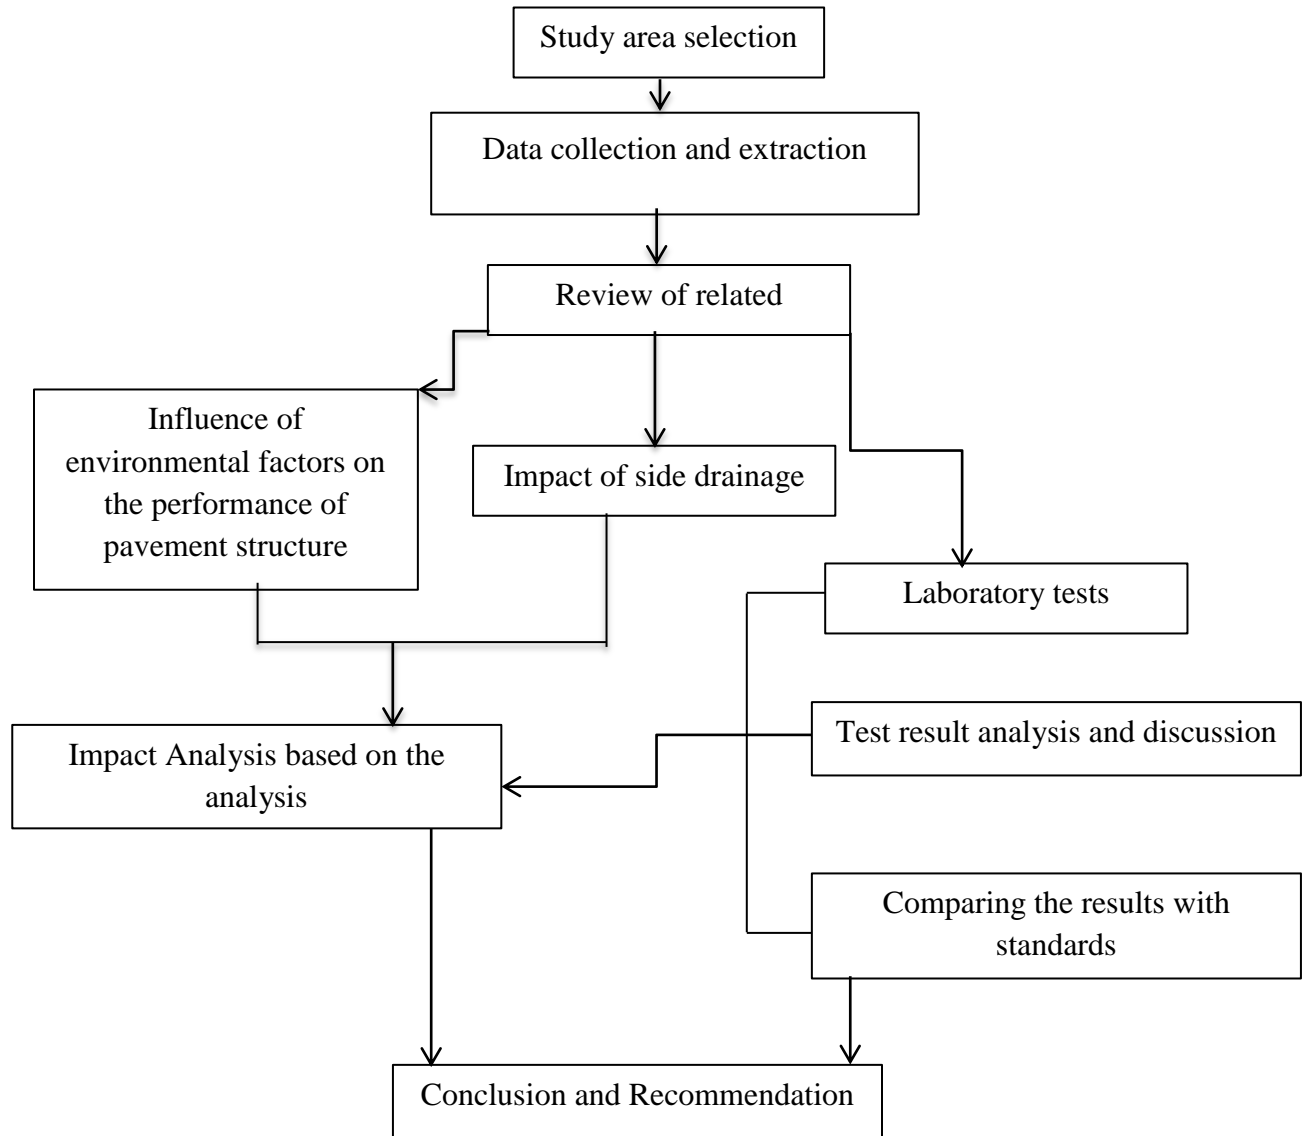 Study area selection
Data collection and extraction
Review of related
Influence of
environmental factors on
the performance of
pavement structure
Impact of side drainage
Laboratory tests
Test result analysis and discussion
Impact Analysis based on the
analysis
Comparing the results with
standards
Conclusion and Recommendation